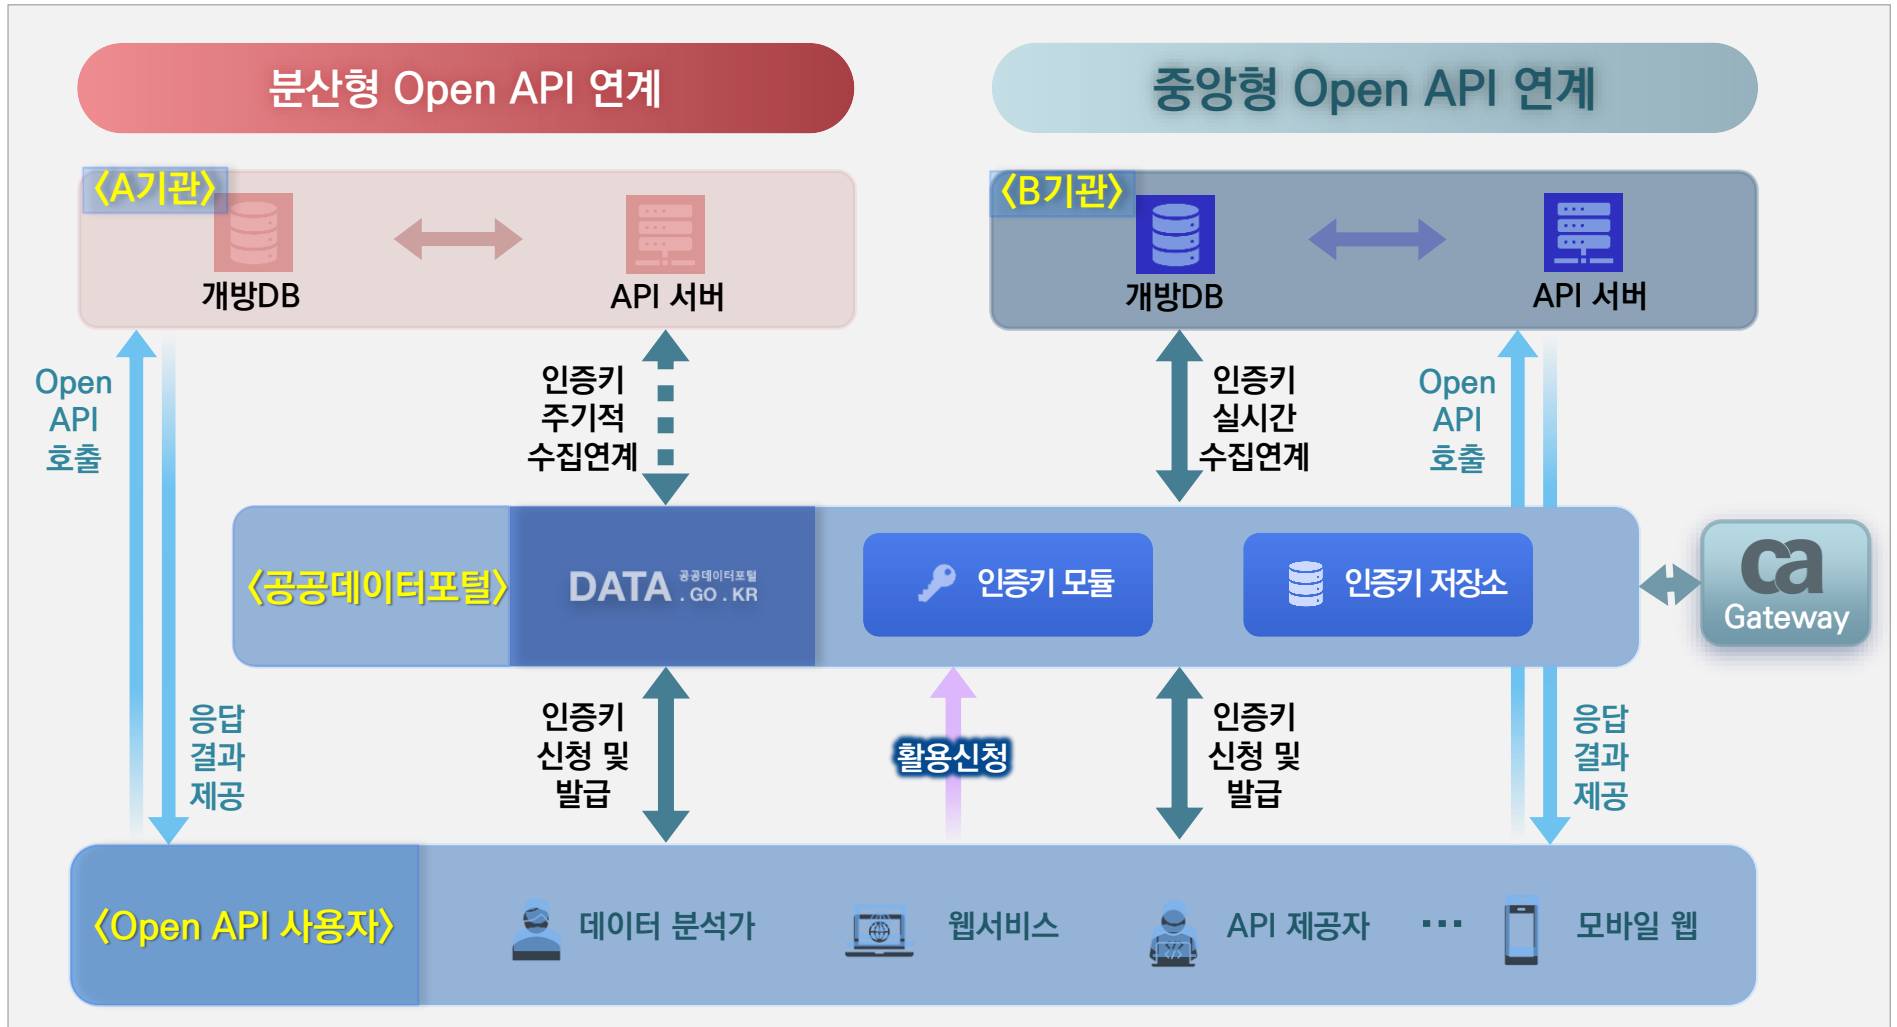 분산형 Open API 연계
중앙형 Open API 연계
<A기관>
개방DB
API 서버
<B기관>
개방DB
API 서버
Open
API
호출
인증키
주기적
수집연계
인증키
실시간
수집연계
Open
API
호출
<공공데이터포털>
DATA 공공데이터포털
. GO . KR
인증키 모듈
인증키 저장소
ca
Gateway
응답
결과
제공
인증키
신청 및
발급
활용신청
인증키
신청 및
발급
응답
결과
제공
<Open API 사용자>
데이터 분석가
웹서비스
API 제공자
...
모바일 웹